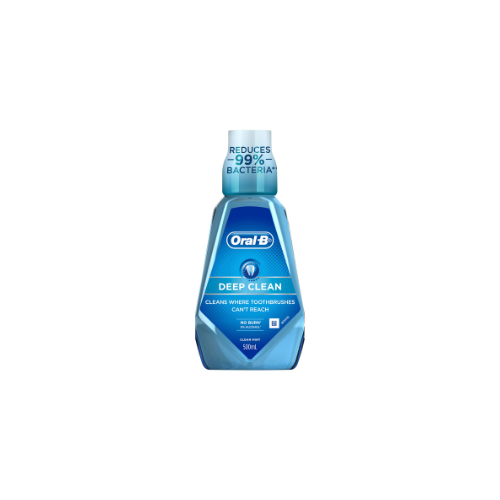 REDUCES
99%
BACTERIA*
Oral-B
DEEP CLEAN
CLEANS WHERE TOOTHBRUSHES
CAN'T REACH
NO BURN
CLEAN MINT
500mL